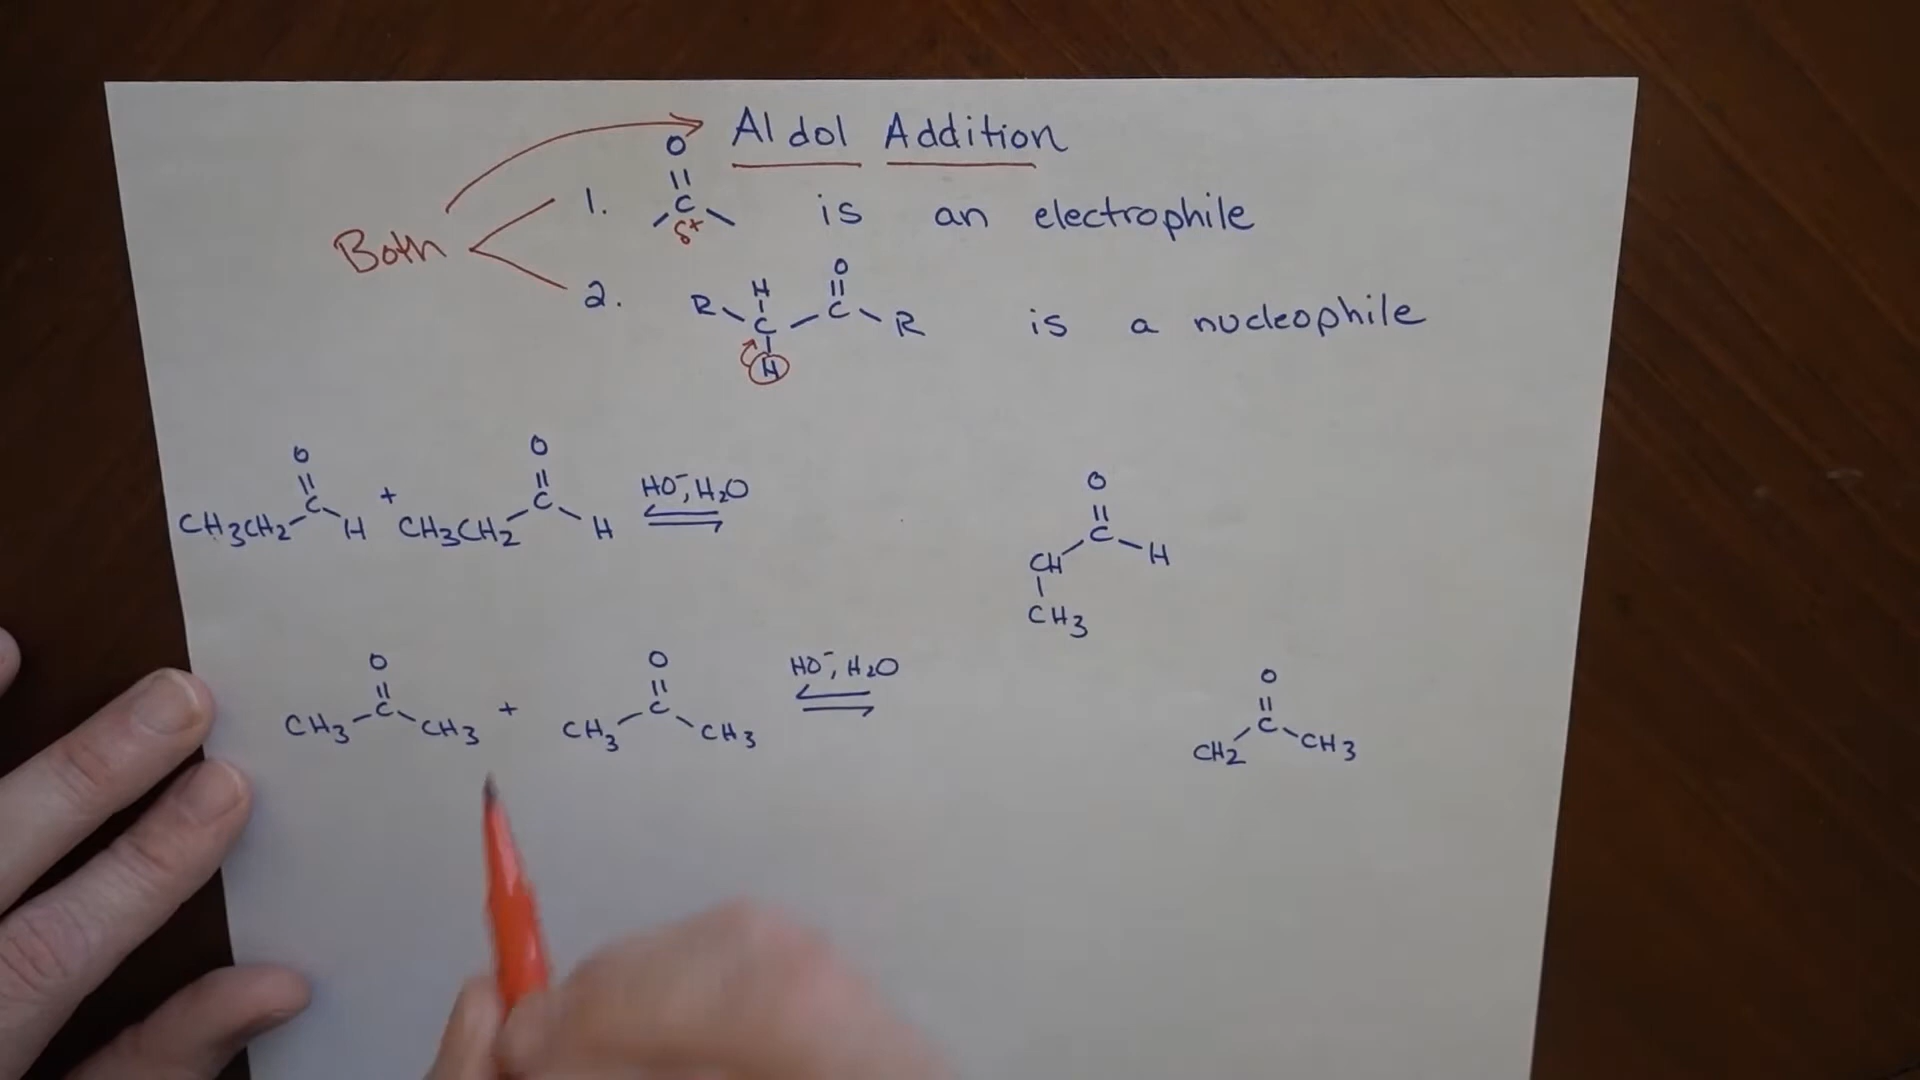 Aldol Addition
O
||
1. C is an electrophile
δ+
Both
H O
|| 
2. R C C R is a nucleophile
H
O O O
|| || HO⁻, H₂O ||
CH3CH2 C H + CH3CH2 C H C H
CH
CH3
O O O
|| || HO⁻, H₂O ||
CH3 C CH3 + CH3 C CH3 CH2 C CH3